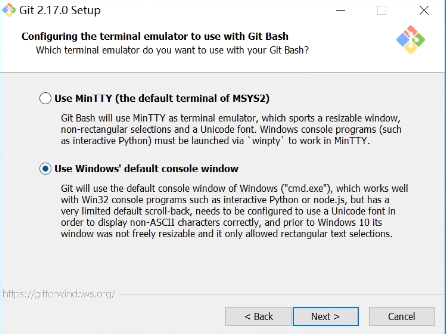 Git 2.17.0 Setup
Configuring the terminal emulator to use with Git Bash
Which terminal emulator do you want to use with your Git Bash?
Use MinTTY (the default terminal of MSYS2)
Git Bash will use MinTTY as terminal emulator, which sports a resizable window,
non-rectangular selections and a Unicode font. Windows console programs (such
as interactive Python) must be launched via `winpty` to work in MinTTY.
Use Windows' default console window
Git will use the default console window of Windows ("cmd.exe"), which works well
with Win32 console programs such as interactive Python or node.js, but has a
very limited default scroll-back, needs to be configured to use a Unicode font in
order to display non-ASCII characters correctly, and prior to Windows 10 its
window was not freely resizable and it only allowed rectangular text selections.
https://gitforwindows.org/
< Back
Next >
Cancel